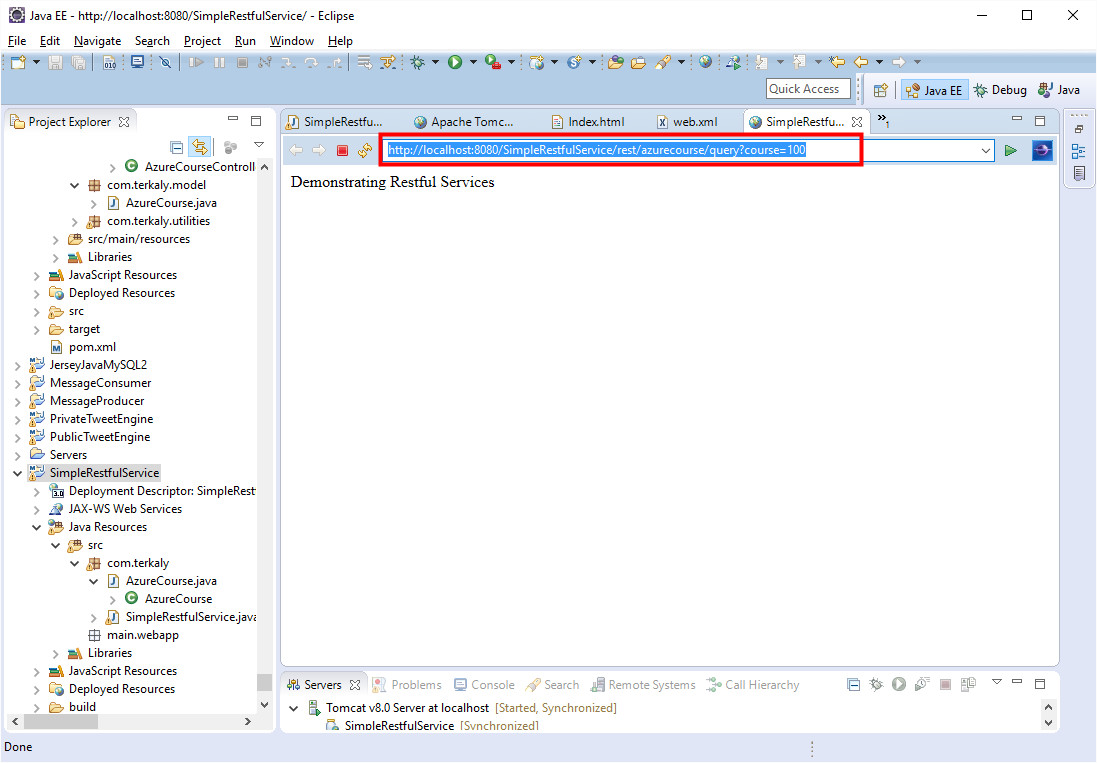 Java EE - http://localhost:8080/SimpleRestfulService/ - Eclipse
File Edit Navigate Search Project Run Window Help
Quick Access
Java EE
Debug
Java
Project Explorer
SimpleRestfu...
Apache Tomc...
Index.html
web.xml
SimpleRestfu...
»1
http://localhost:8080/SimpleRestfulService/rest/azurecourse/query?course=100
Demonstrating Restful Services
AzureCourseControll
com.terkaly.model
AzureCourse.java
com.terkaly.utilities
src/main/resources
Libraries
JavaScript Resources
Deployed Resources
src
target
pom.xml
JerseyJavaMySQL2
MessageConsumer
MessageProducer
PrivateTweetEngine
PublicTweetEngine
Servers
SimpleRestfulService
Deployment Descriptor: SimpleRest
JAX-WS Web Services
Java Resources
src
com.terkaly
AzureCourse.java
AzureCourse
SimpleRestfulService.java
main.webapp
Libraries
JavaScript Resources
Deployed Resources
build
Servers
Problems
Console
Search
Remote Systems
Call Hierarchy
Tomcat v8.0 Server at localhost [Started, Synchronized]
SimpleRestfulService [Synchronized]
Done